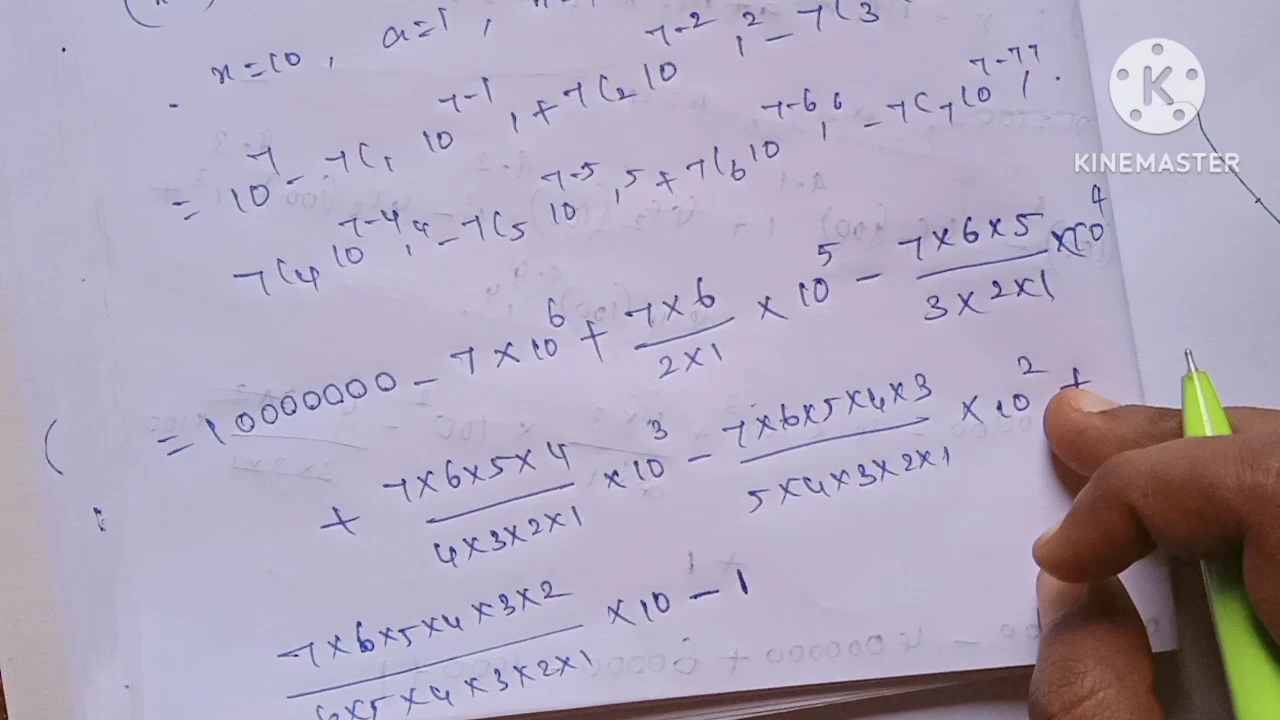 x=10, a=1,
= 10^7 - 7C1 10^7-1 1 + 7C2 10^7-2 1^2 - 7C3
7C4 10^7-4 1^4 - 7C5 10^7-5 1^5 + 7C6 10^7-6 1^6 - 7C7 10^7-7 1^7.
= 10000000 - 7×10^6 + 7×6/2×1 × 10^5 - 7×6×5/3×2×1 ×10^4
+ 7×6×5×4/4×3×2×1 ×10^3 - 7×6×5×4×3/5×4×3×2×1 ×10^2 +
7×6×5×4×3×2/6×5×4×3×2×1 ×10^1 - 1
KINEMASTER